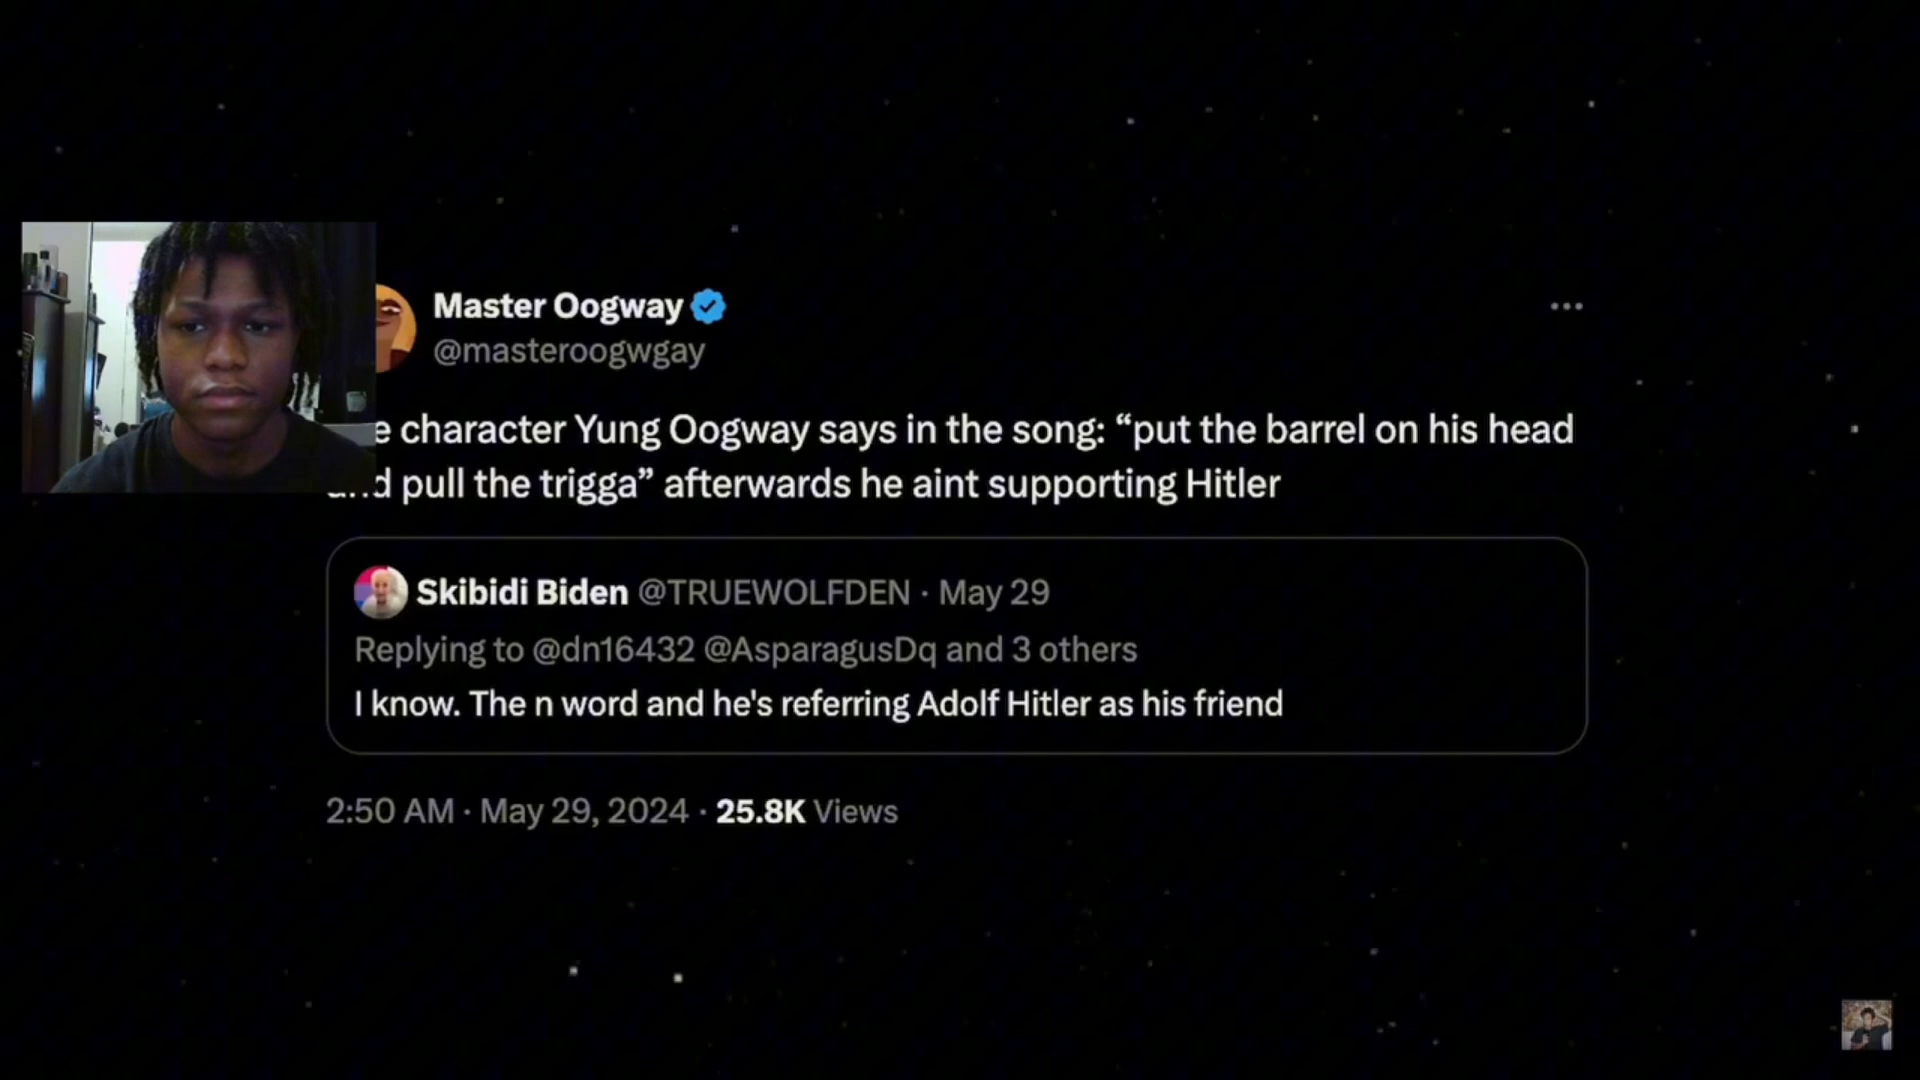 Master Oogway
@masteroogwgay
e character Yung Oogway says in the song: “put the barrel on his head
and pull the trigga” afterwards he aint supporting Hitler
Skibidi Biden @TRUEWOLFDEN · May 29
Replying to @dn16432 @AsparagusDq and 3 others
I know. The n word and he's referring Adolf Hitler as his friend
2:50 AM · May 29, 2024 · 25.8K Views